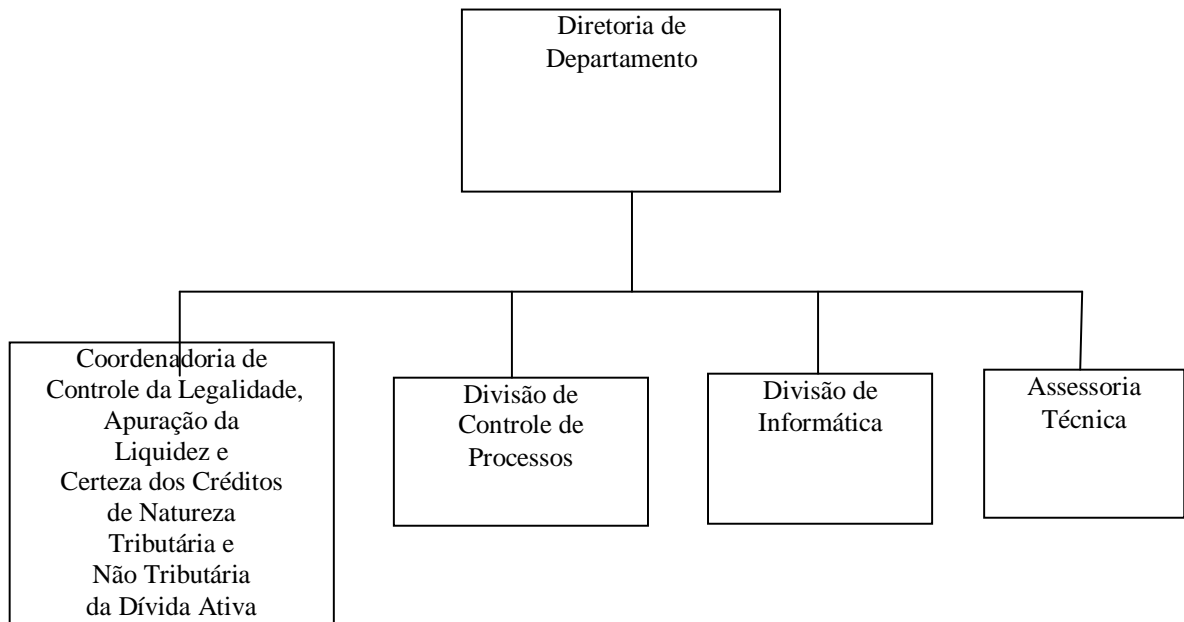 Diretoria de
Departamento
Coordenadoria de
Controle da Legalidade,
Apuração da
Liquidez e
Certeza dos Créditos
de Natureza
Tributária e
Não Tributária
da Dívida Ativa
Divisão de
Controle de
Processos
Divisão de
Informática
Assessoria
Técnica